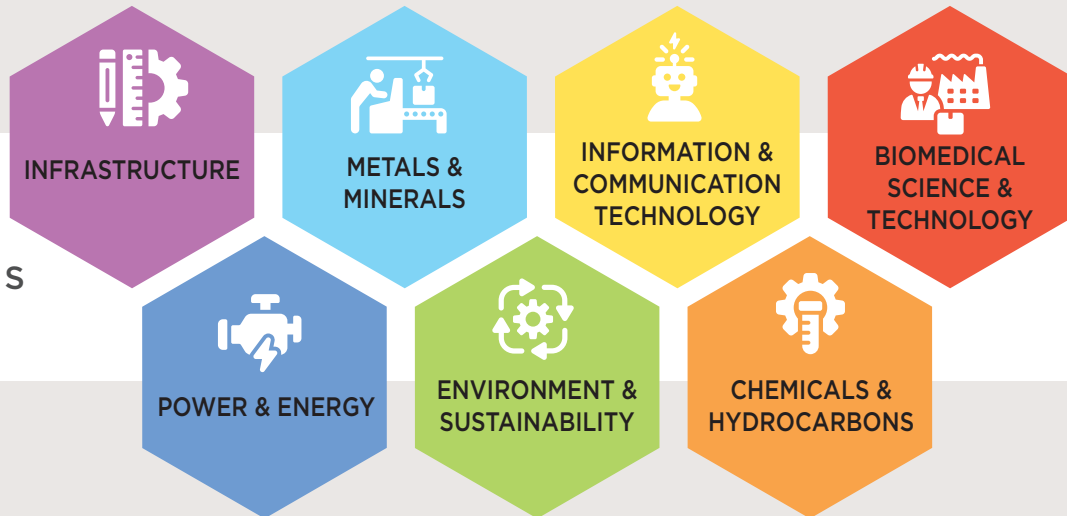 INFRASTRUCTURE
METALS &
MINERALS
INFORMATION &
COMMUNICATION
TECHNOLOGY
BIOMEDICAL
SCIENCE &
TECHNOLOGY
S
POWER & ENERGY
ENVIRONMENT &
SUSTAINABILITY
CHEMICALS &
HYDROCARBONS